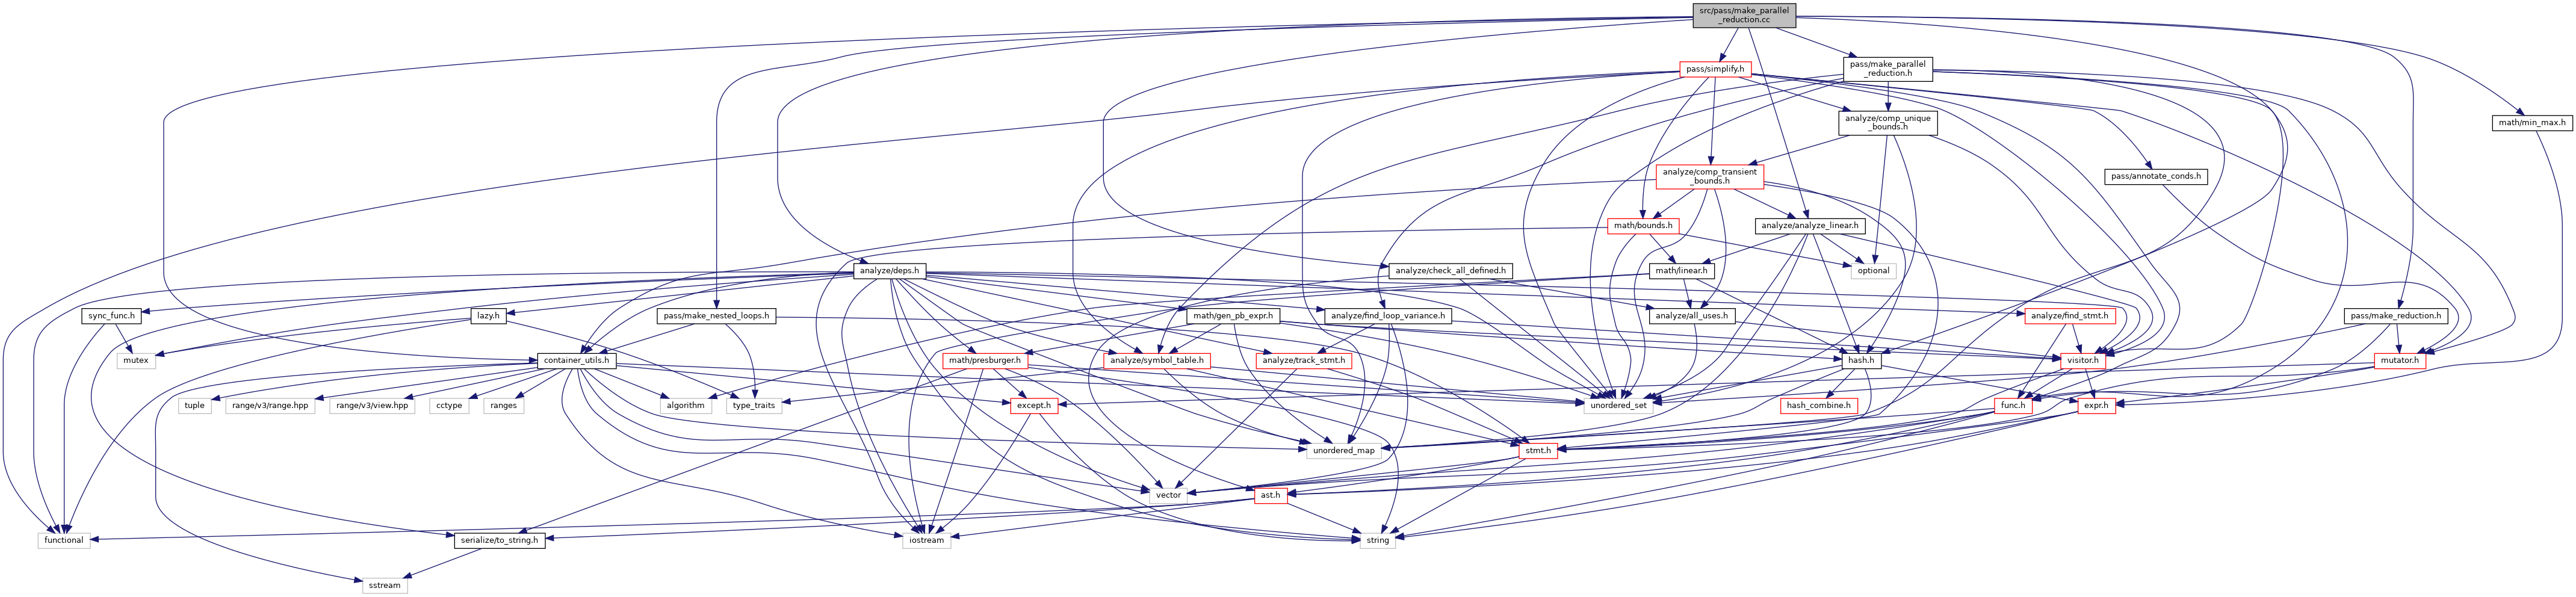 src/pass/make_parallel
_reduction.cc
pass/simplify.h
pass/make_parallel
_reduction.h
analyze/comp_unique
_bounds.h
math/min_max.h
analyze/comp_transient
_bounds.h
pass/annotate_conds.h
math/bounds.h
analyze/analyze_linear.h
analyze/deps.h
analyze/check_all_defined.h
math/linear.h
optional
sync_func.h
lazy.h
pass/make_nested_loops.h
math/gen_pb_expr.h
analyze/find_loop_variance.h
analyze/all_uses.h
analyze/find_stmt.h
pass/make_reduction.h
mutex
container_utils.h
math/presburger.h
analyze/symbol_table.h
analyze/track_stmt.h
hash.h
visitor.h
mutator.h
tuple
range/v3/range.hpp
range/v3/view.hpp
cctype
ranges
algorithm
type_traits
except.h
unordered_set
hash_combine.h
func.h
expr.h
unordered_map
stmt.h
vector
ast.h
functional
serialize/to_string.h
iostream
string
sstream